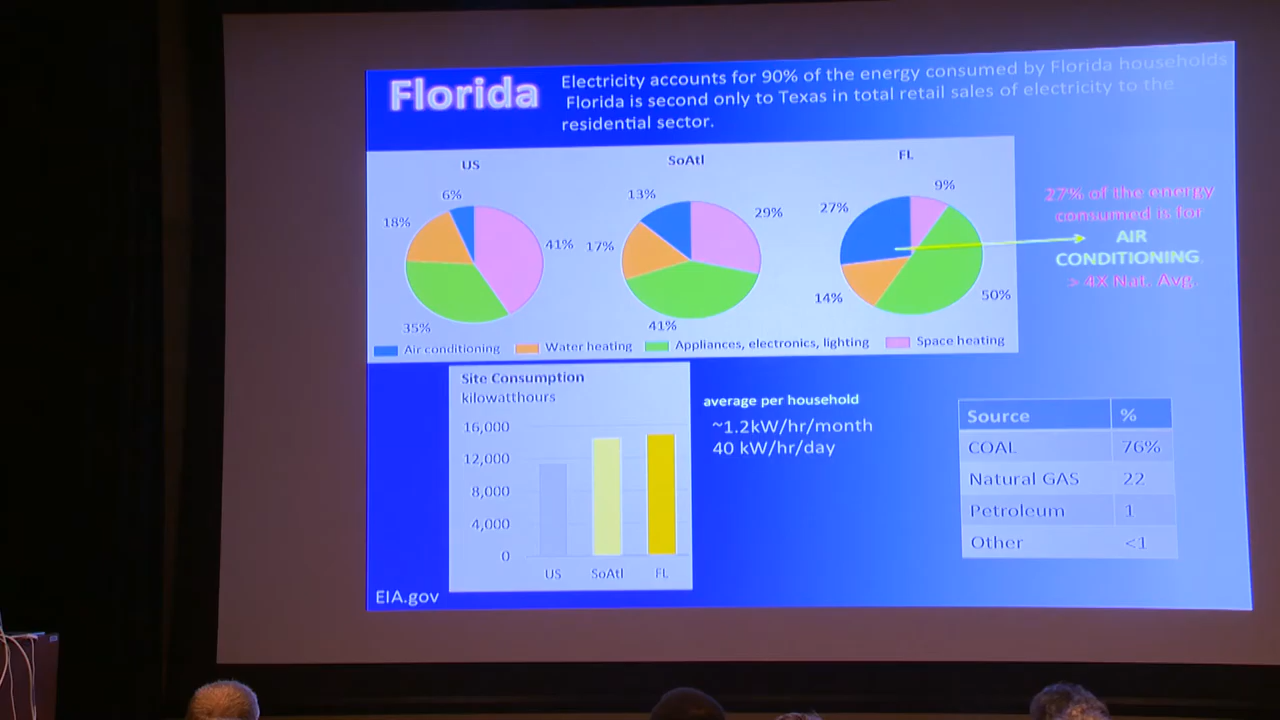 Florida
Electricity accounts for 90% of the energy consumed by Florida households
Florida is second only to Texas in total retail sales of electricity to the
residential sector.
US
6%
18%
41%
35%
SoAtl
13%
29%
17%
41%
FL
9%
27%
14%
50%
27% of the energy
consumed is for
AIR
CONDITIONING
> 4X Nat. Avg.
Air conditioning
Water heating
Appliances, electronics, lighting
Space heating
Site Consumption
kilowatthours
16,000
12,000
8,000
4,000
0
US SoAtl FL
average per household
~1.2kW/hr/month
40 kW/hr/day
Source %
COAL 76%
Natural GAS 22
Petroleum 1
Other <1
EIA.gov